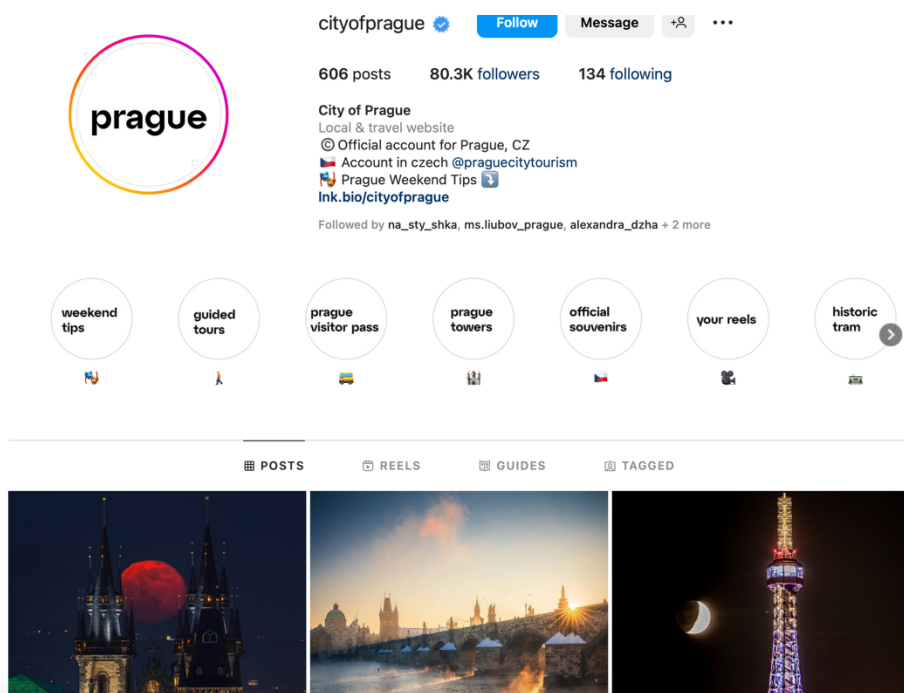 cityofprague
Follow
Message
606 posts
80.3K followers
134 following
prague
City of Prague
Local & travel website
©️ Official account for Prague, CZ
🇨🇿 Account in czech @praguecitytourism
🎭 Prague Weekend Tips ⤵️
lnk.bio/cityofprague
Followed by na_sty_shka, ms.liubov_prague, alexandra_dzha + 2 more
weekend
tips
guided
tours
prague
visitor pass
prague
towers
official
souvenirs
your reels
historic
tram
POSTS
REELS
GUIDES
TAGGED